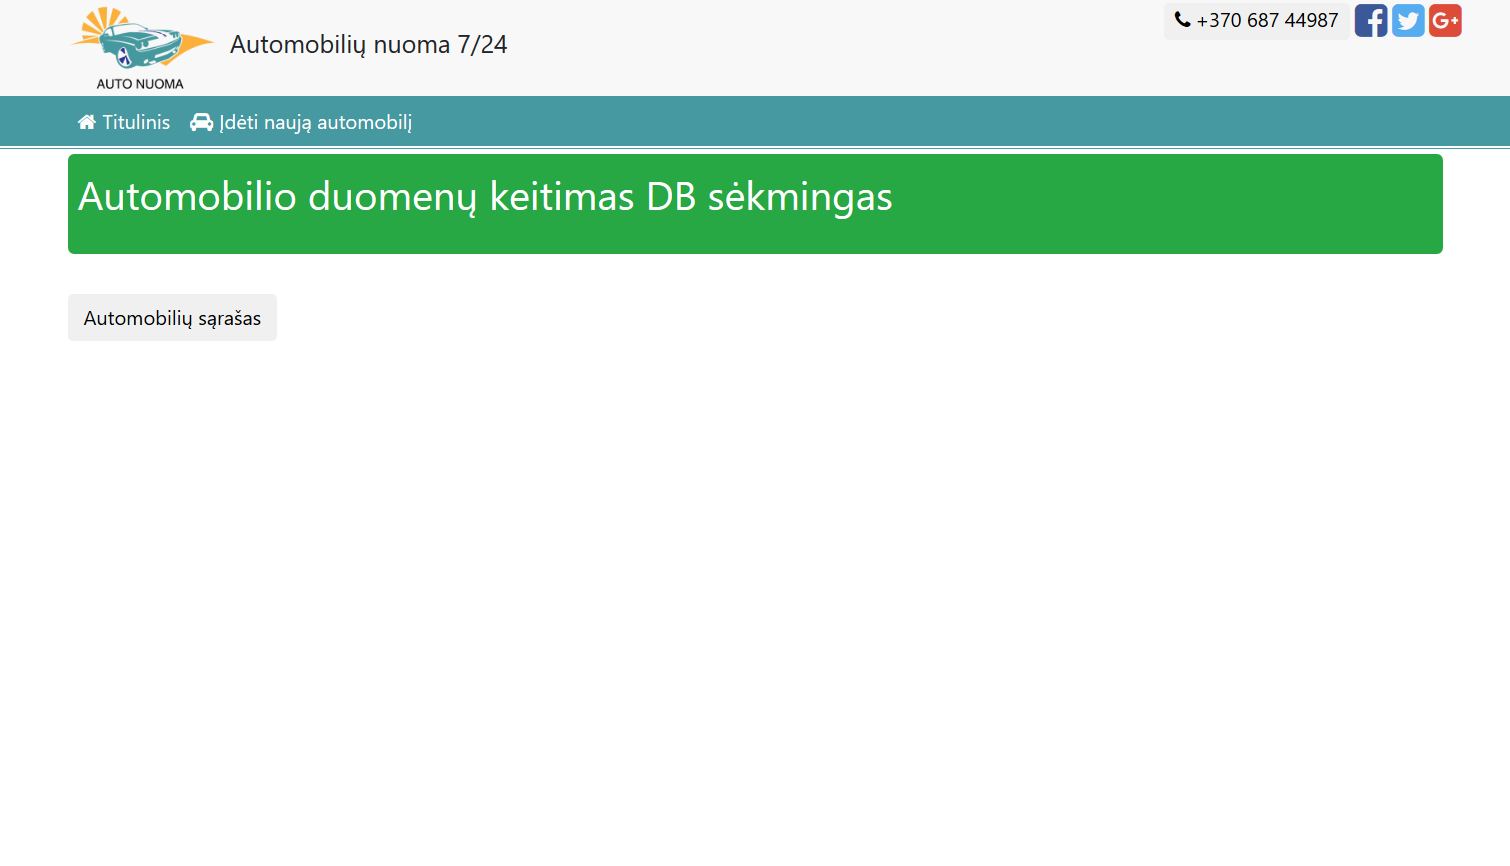 AUTO NUOMA
Automobilių nuoma 7/24
+370 687 44987
Titulinis
Įdėti naują automobilį
Automobilio duomenų keitimas DB sėkmingas
Automobilių sąrašas